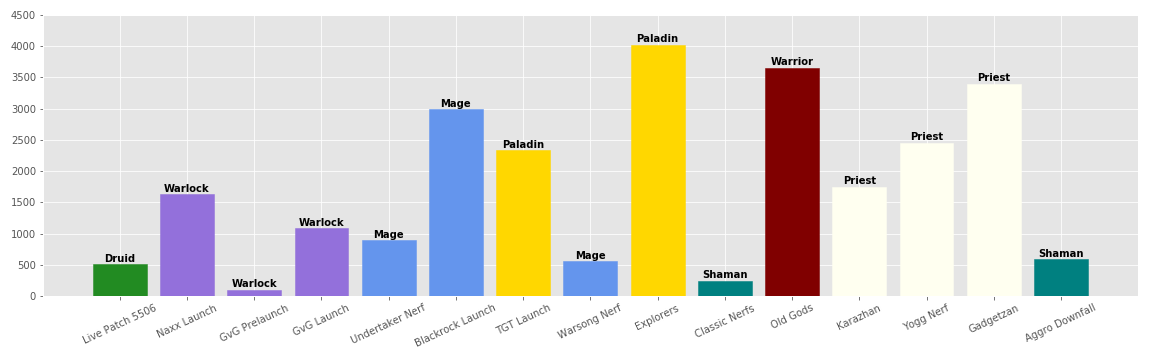 4500
4000
3500
3000
2500
2000
1500
1000
500
0
Druid
Warlock
Warlock
Warlock
Mage
Mage
Paladin
Mage
Paladin
Shaman
Warrior
Priest
Priest
Priest
Shaman
Live Patch 5506
Naxx Launch
GvG Prelaunch
GvG Launch
Undertaker Nerf
Blackrock Launch
TGT Launch
Warsong Nerf
Explorers
Classic Nerfs
Old Gods
Karazhan
Yogg Nerf
Gadgetzan
Aggro Downfall